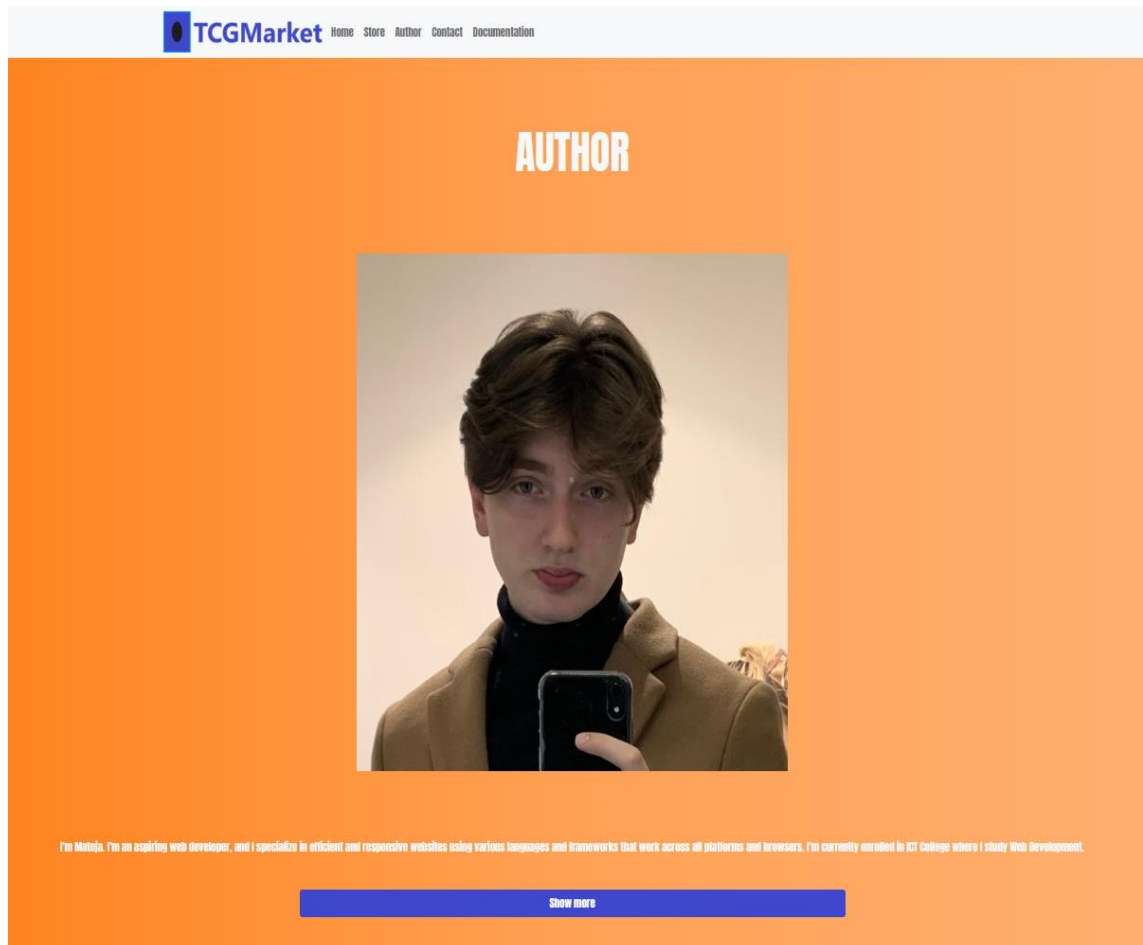 TCGMarket Home Store Author Contact Documentation
AUTHOR
I'm Mateja. I'm an aspiring web developer, and I specialize in efficient and responsive websites using various languages and frameworks that work across all platforms and browsers. I'm currently enrolled in ICT College where I study Web Development.
Show more